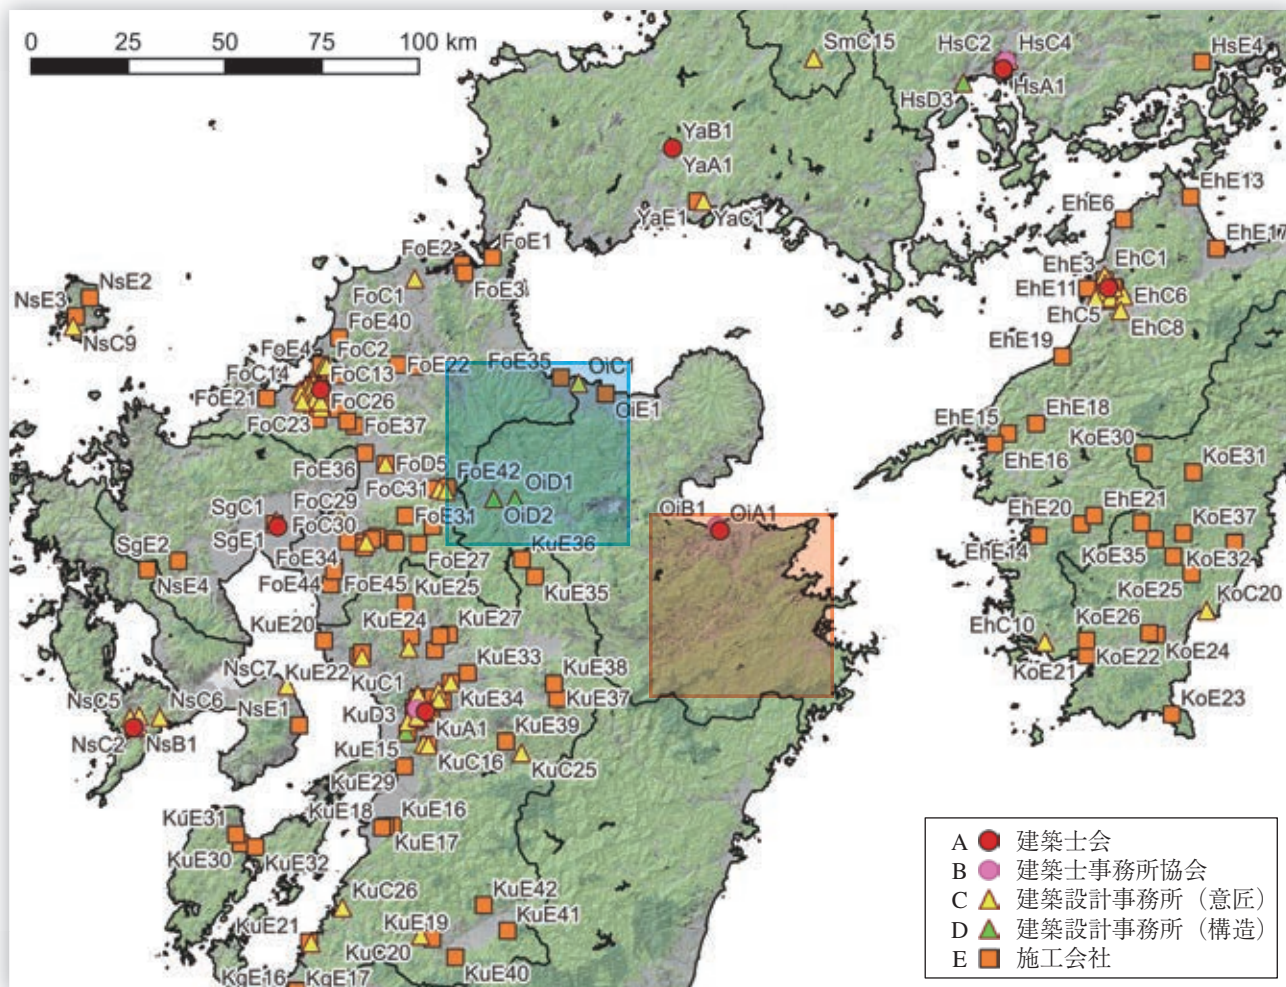 0 25 50 75 100 km
SmC15
HsC2 HsC4
HsE4
HsD3 HsA1
YaB1
YaA1
YaE1 YaC1
EhE13
EhE6
EhE17
FoE2 FoE1
FoE3
FoC1
EhE3 EhC1
EhE11 EhC6
EhC5 EhC8
NsE3 NsE2
NsC9
FoE40
FoE4 FoC2
FoE22 FoE35 OiC1
EhE19
FoC14 FoC13
FoE21 FoC26
OiE1
FoC23 FoE37
EhE15 EhE18
EhE16 KoE30
KoE31
FoE36 FoD5
FoE42 OiD1
FoC31 OiD2
SgC1 FoC29
FoC30 FoE31
OiB1 OiA1
EhE20 EhE21
KoE37
SgE2 SgE1
FoE34 FoE27 KuE36
EhE14 KoE35 KoE32
NsE4 FoE44 FoE45 KuE25 KuE35
KoE25
KoC20
KuE20 KuE24 KuE27
EhC10 KoE26
KoE24
KoE21 KoE22
NsC7 KuE22 KuC1 KuE33 KuE38
KuE34 KuE37
KoE23
NsC5 NsC6 NsE1 KuD3 KuA1 KuE39
NsC2 NsB1
KuE15 KuC16 KuC25
KuE29
KuE31 KuE18 KuE16
KuE17
KuE30 KuE32
KuC26 KuE42
KuE21 KuE19 KuE41
KuC20
KuE40
KgE16 KgE17
A 建築士会
B 建築士事務所協会
C 建築設計事務所（意匠）
D 建築設計事務所（構造）
E 施工会社